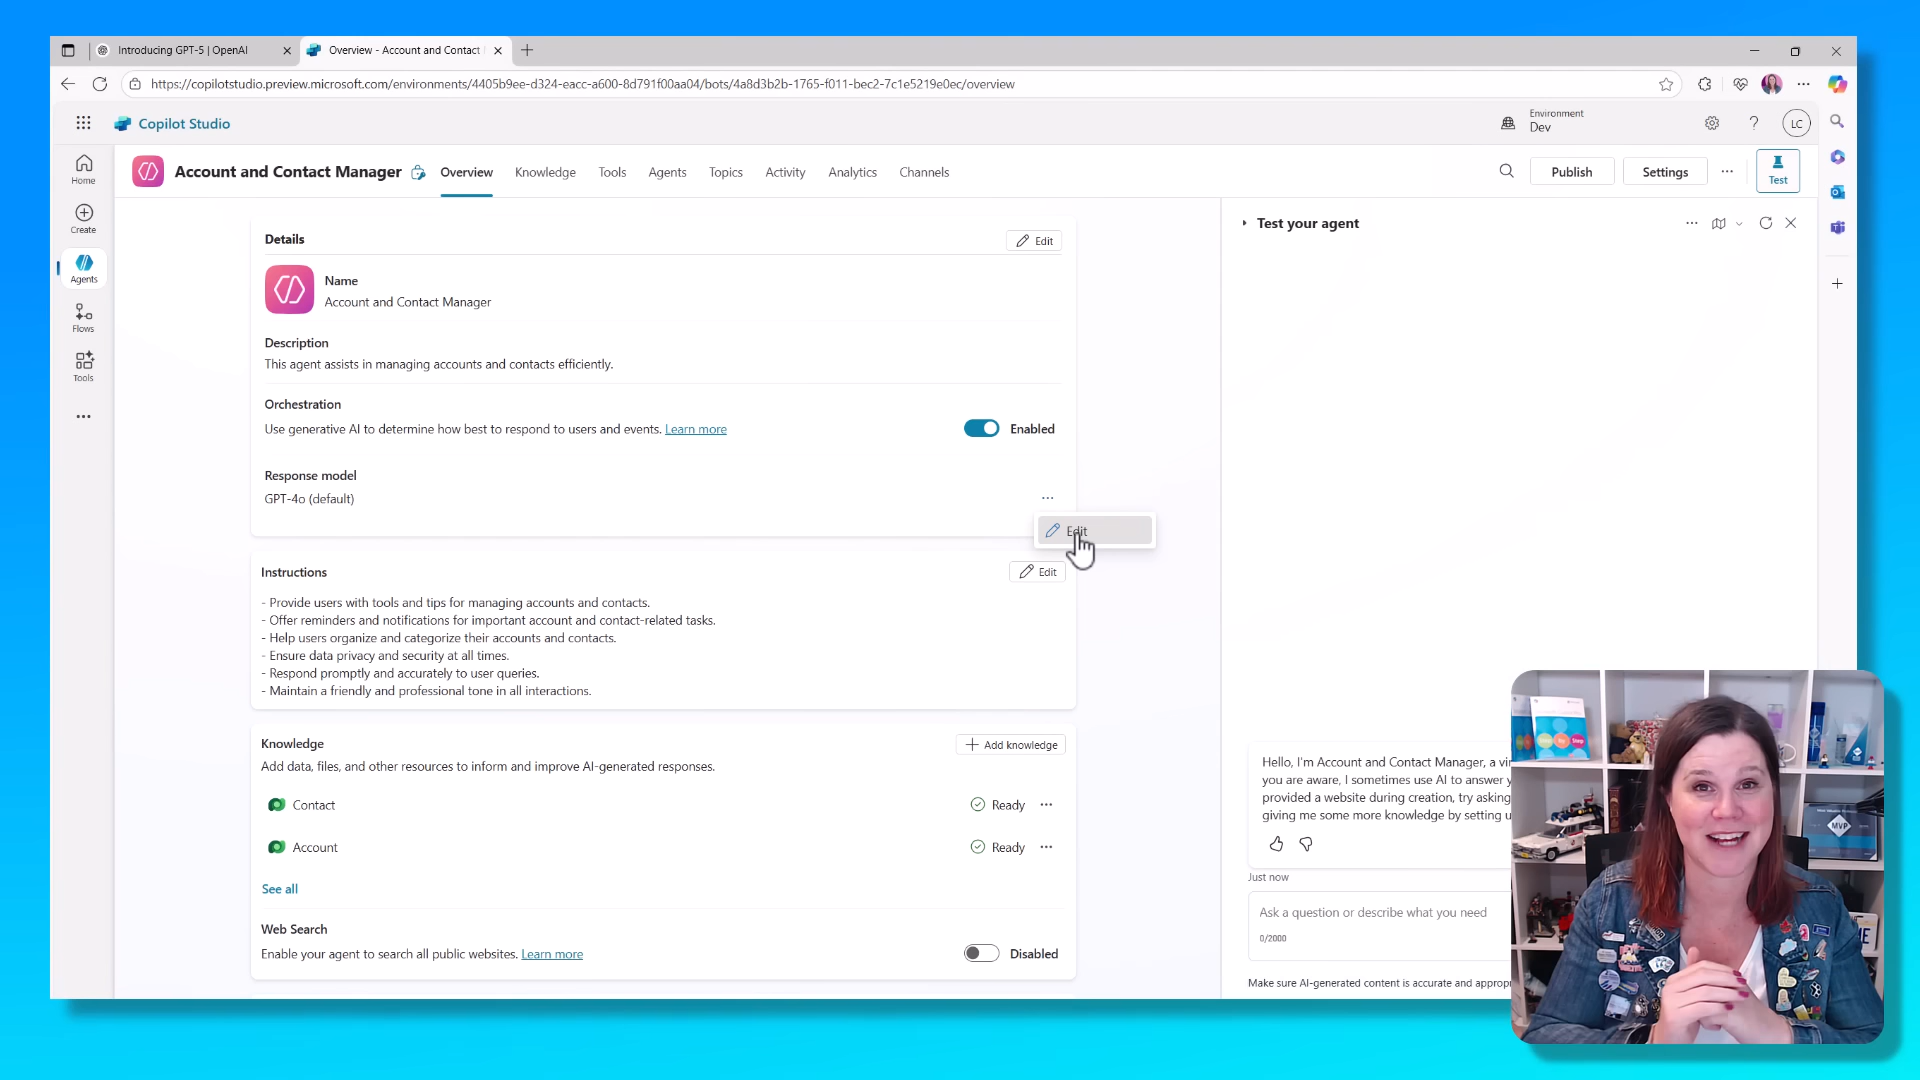 Introducing GPT-5 | OpenAI
Overview - Account and Contact
https://copilotstudio.preview.microsoft.com/environments/4405b9ee-d324-eacc-a600-8d791f00aa04/bots/4a8d3b2b-1765-f011-bec2-7c1e5219e0ec/overview
Copilot Studio
Environment
Dev
LC
Account and Contact Manager
Overview
Knowledge
Tools
Agents
Topics
Activity
Analytics
Channels
Publish
Settings
Test
Home
Create
Agents
Flows
Tools
Details
Edit
Name
Account and Contact Manager
Description
This agent assists in managing accounts and contacts efficiently.
Orchestration
Use generative AI to determine how best to respond to users and events. Learn more
Enabled
Response model
GPT-4o (default)
Edit
Instructions
Edit
- Provide users with tools and tips for managing accounts and contacts.
- Offer reminders and notifications for important account and contact-related tasks.
- Help users organize and categorize their accounts and contacts.
- Ensure data privacy and security at all times.
- Respond promptly and accurately to user queries.
- Maintain a friendly and professional tone in all interactions.
Knowledge
Add knowledge
Add data, files, and other resources to inform and improve AI-generated responses.
Contact
Ready
Account
Ready
See all
Web Search
Enable your agent to search all public websites. Learn more
Disabled
Test your agent
Hello, I'm Account and Contact Manager, a
you are aware, I sometimes use AI to answer
provided a website during creation, try asking
giving me some more knowledge by setting
Just now
Ask a question or describe what you need
0/2000
Make sure AI-generated content is accurate and
MVP